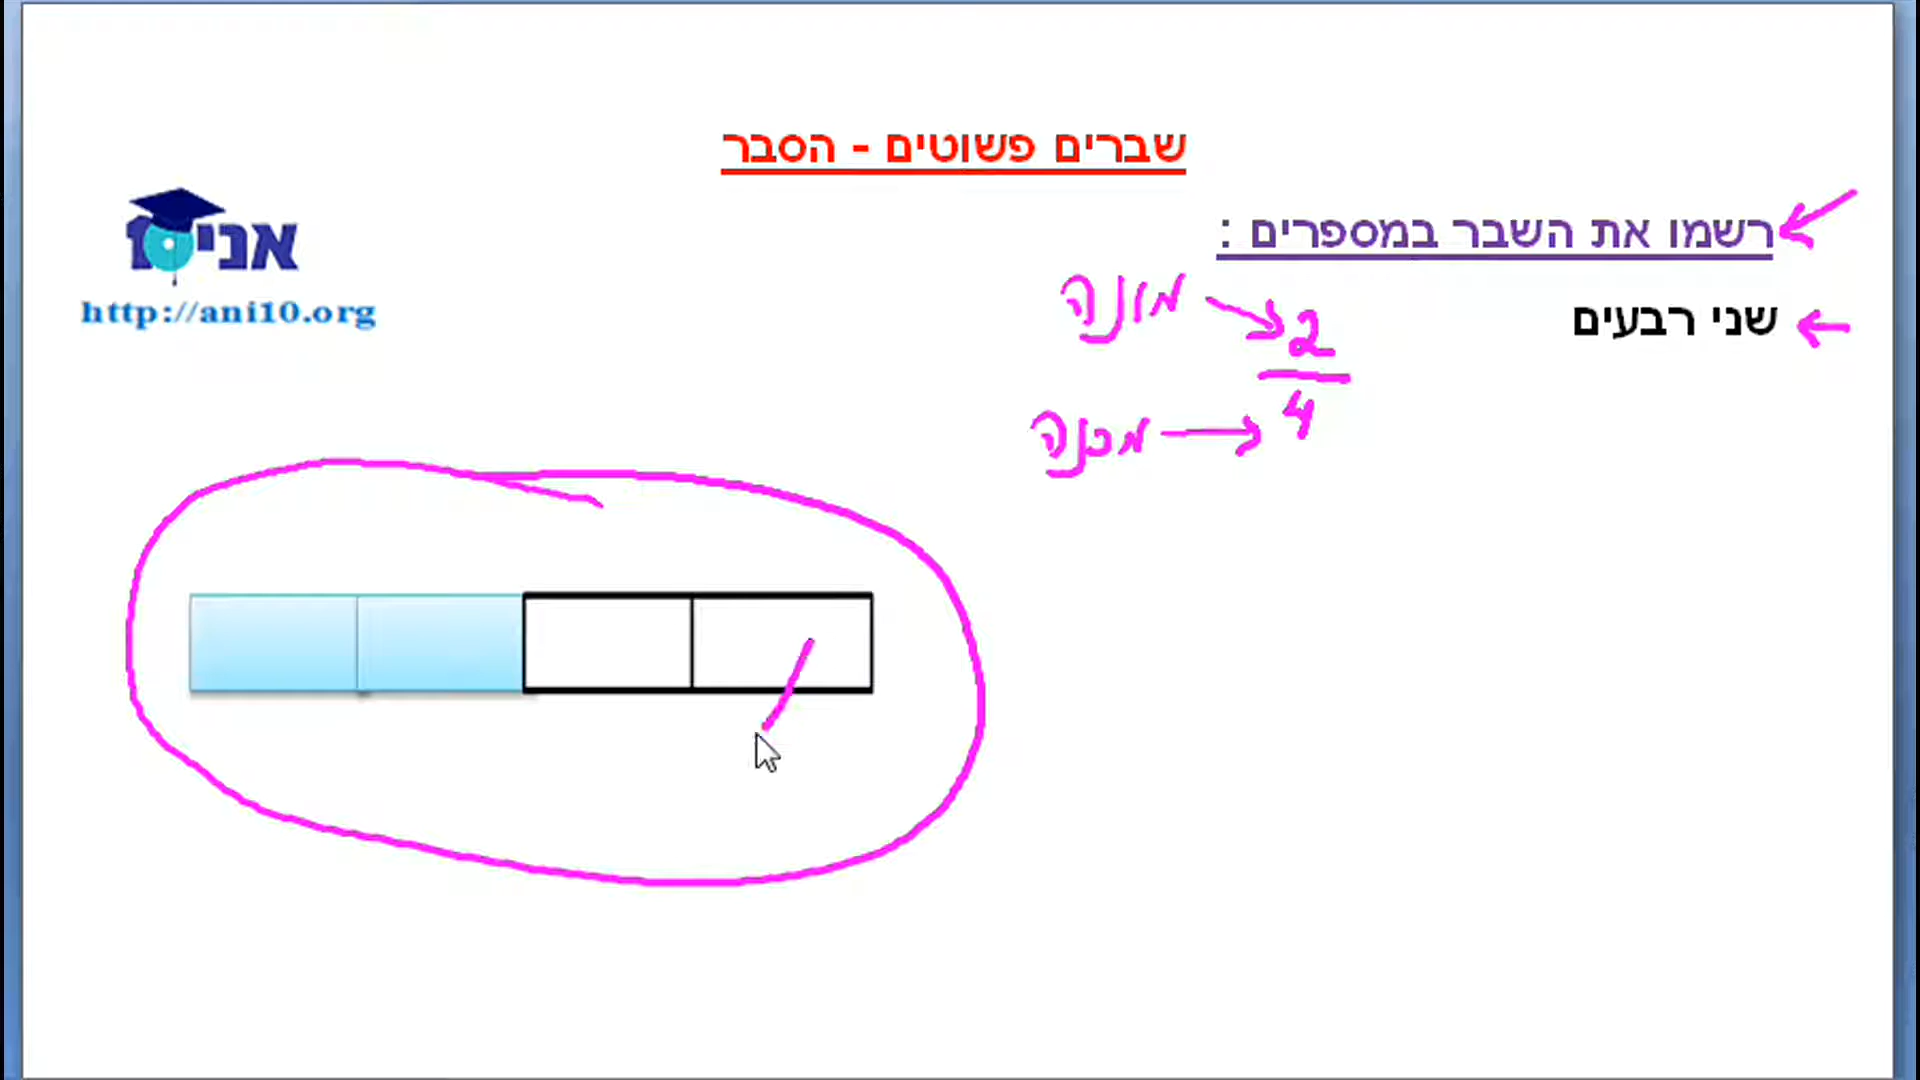 שברים פשוטים - הסבר
אני10
http://ani10.org
רשמו את השבר במספרים :
שני רבעים
מונה
2
4
מכנה